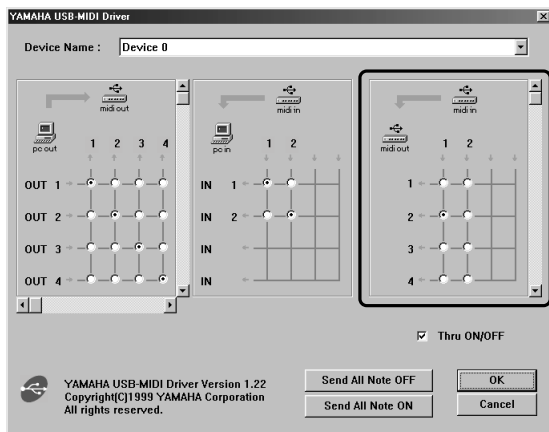 YAMAHA USB-MIDI Driver
Device Name : Device 0
midi out
pc out 1 2 3 4
OUT 1
OUT 2
OUT 3
OUT 4
midi in
pc in 1 2
IN 1
IN 2
IN
IN
midi in
midi out 1 2
1
2
3
4
Thru ON/OFF
YAMAHA USB-MIDI Driver Version 1.22
Copyright(C)1999 YAMAHA Corporation
All rights reserved.
Send All Note OFF
Send All Note ON
OK
Cancel